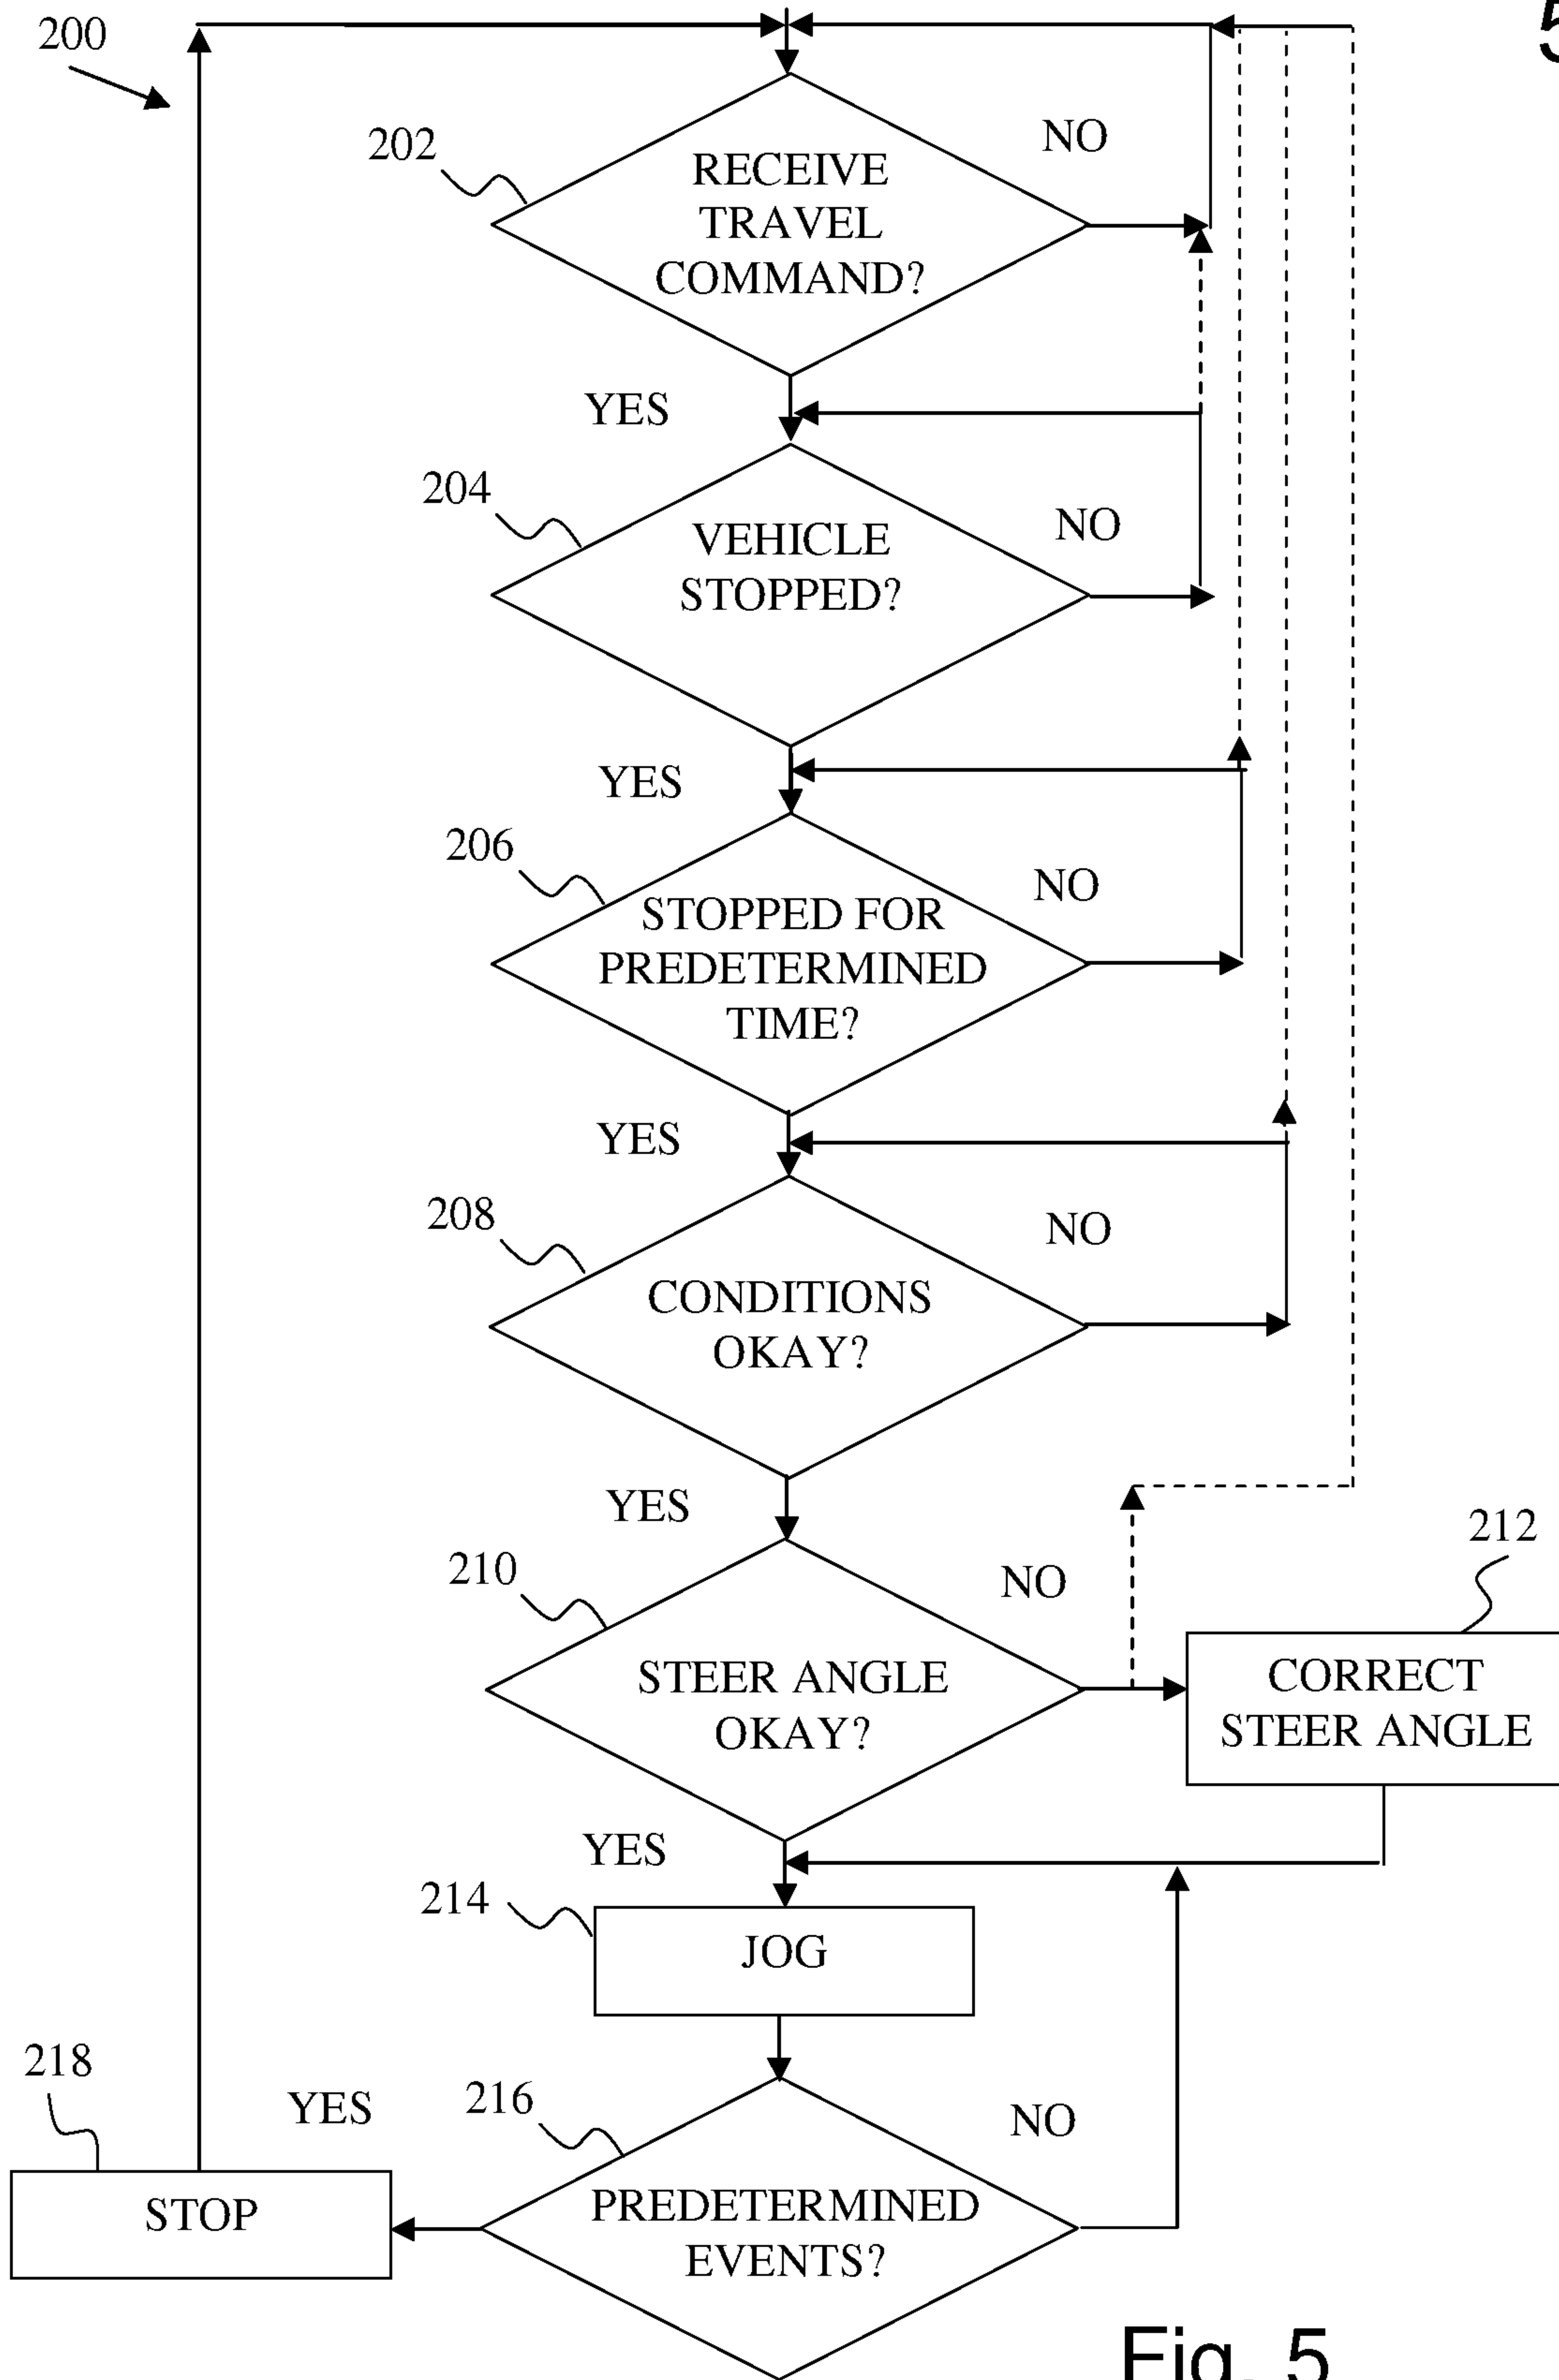 200
5
202
RECEIVE
TRAVEL
COMMAND?
NO
YES
204
VEHICLE
STOPPED?
NO
YES
206
STOPPED FOR
PREDETERMINED
TIME?
NO
YES
208
CONDITIONS
OKAY?
NO
YES
210
STEER ANGLE
OKAY?
NO
212
CORRECT
STEER ANGLE
YES
214
JOG
218
STOP
YES
216
PREDETERMINED
EVENTS?
NO
Fig. 5